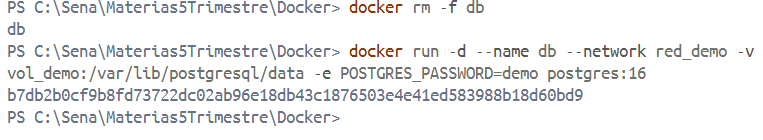 PS C:\Sena\Materias5Trimestre\Docker> docker rm -f db
db
PS C:\Sena\Materias5Trimestre\Docker> docker run -d --name db --network red_demo -v
vol_demo:/var/lib/postgresql/data -e POSTGRES_PASSWORD=demo postgres:16
b7db2b0cf9b8fd73722dc02ab96e18db43c1876503e4e41ed583988b18d60bd9
PS C:\Sena\Materias5Trimestre\Docker>